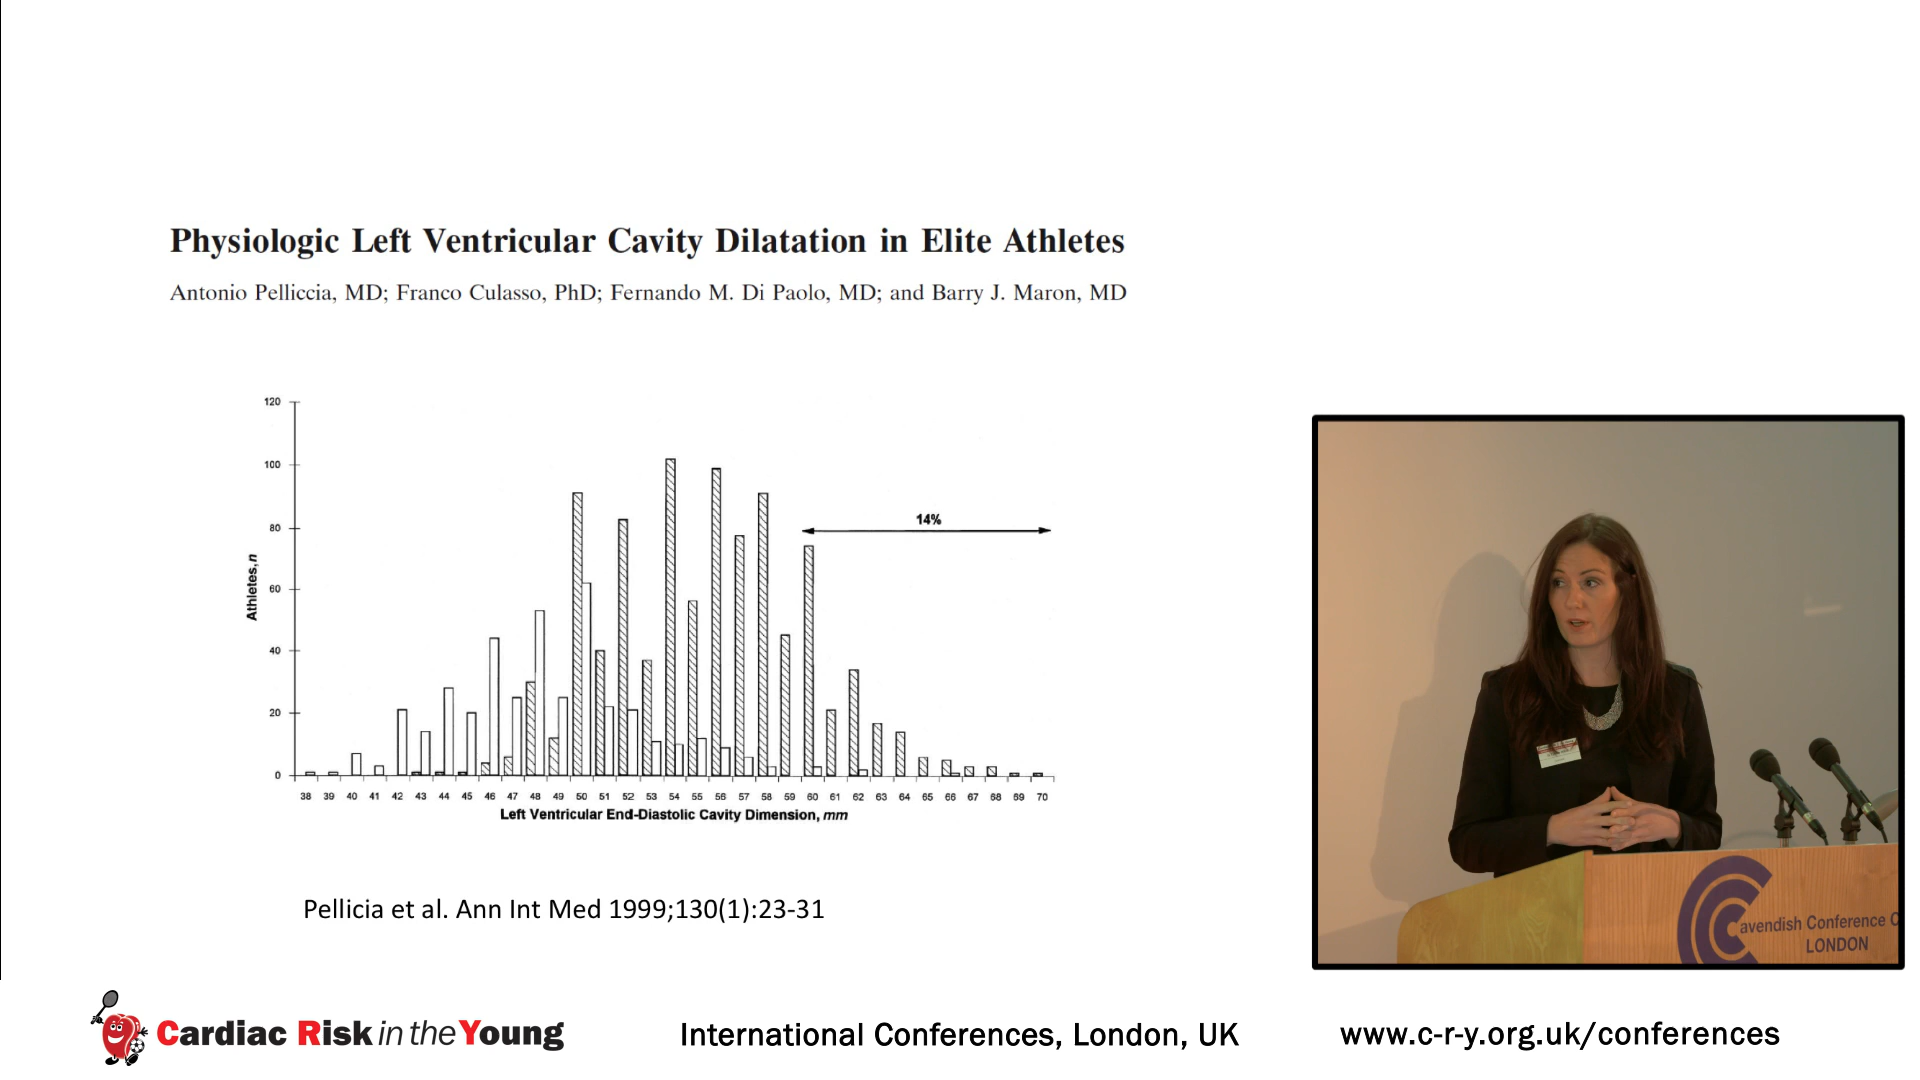 Physiologic Left Ventricular Cavity Dilatation in Elite Athletes
Antonio Pelliccia, MD; Franco Culasso, PhD; Fernando M. Di Paolo, MD; and Barry J. Maron, MD
120
100
80
60
40
20
0
Athletes, n
14%
38 39 40 41 42 43 44 45 46 47 48 49 50 51 52 53 54 55 56 57 58 59 60 61 62 63 64 65 66 67 68 69 70
Left Ventricular End-Diastolic Cavity Dimension, mm
Pellicia et al. Ann Int Med 1999;130(1):23-31
avendish Conference C
LONDON
Cardiac Risk in the Young
International Conferences, London, UK
www.c-r-y.org.uk/conferences